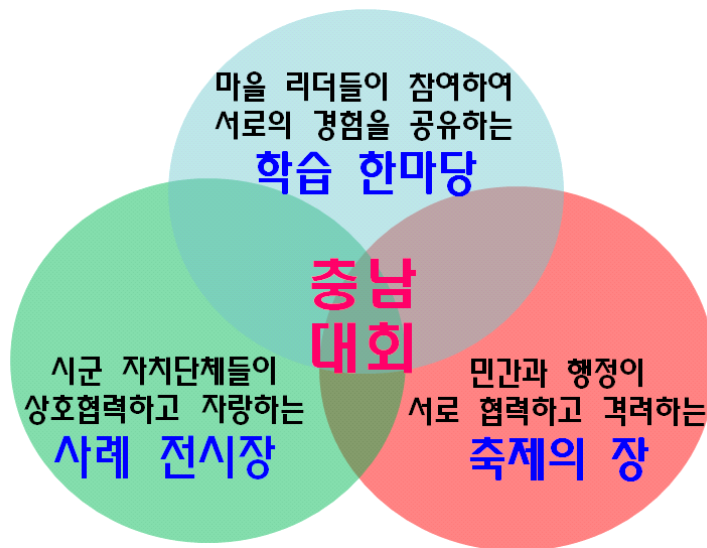 마을 리더들이 참여하여
서로의 경험을 공유하는
학습 한마당
충남
대회
시군 자치단체들이
상호협력하고 자랑하는
사례 전시장
민간과 행정이
서로 협력하고 격려하는
축제의 장